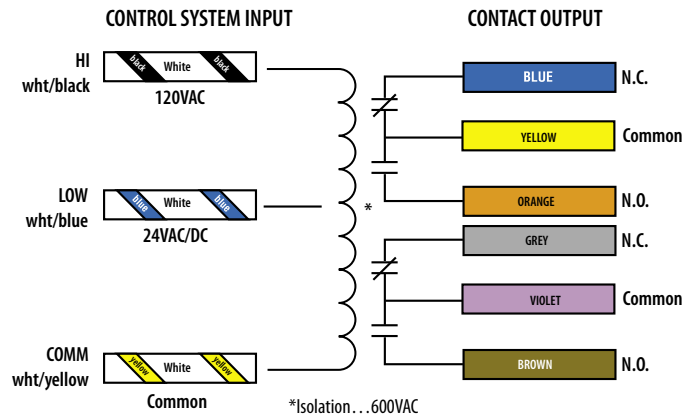 CONTROL SYSTEM INPUT
CONTACT OUTPUT
HI
wht/black
black White black
120VAC
LOW
wht/blue
blue White blue
24VAC/DC
COMM
wht/yellow
yellow White yellow
Common
*
*Isolation...600VAC
BLUE N.C.
YELLOW Common
ORANGE N.O.
GREY N.C.
VIOLET Common
BROWN N.O.